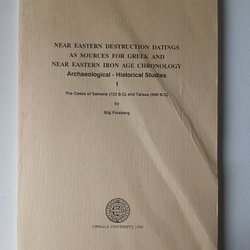 NEAR EASTERN DESTRUCTION DATINGS
AS SOURCES FOR GREEK AND
NEAR EASTERN IRON AGE CHRONOLOGY
Archaeological - Historical Studies
1
The Cases of Samaria (722 B.C.) and Tarsus (696 B.C.)
by
Stig Forsberg
UPPSALA UNIVERSITY 1995